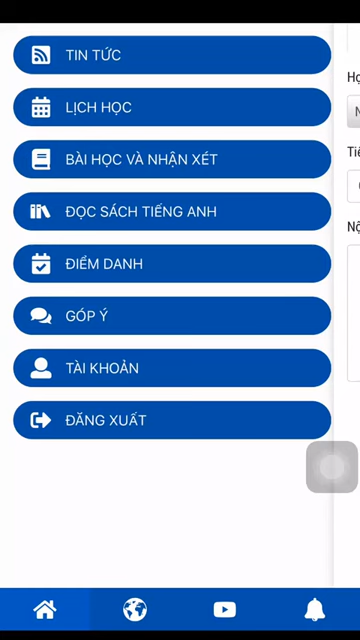 TIN TỨC
LỊCH HỌC
BÀI HỌC VÀ NHẬN XÉT
ĐỌC SÁCH TIẾNG ANH
ĐIỂM DANH
GÓP Ý
TÀI KHOẢN
ĐĂNG XUẤT